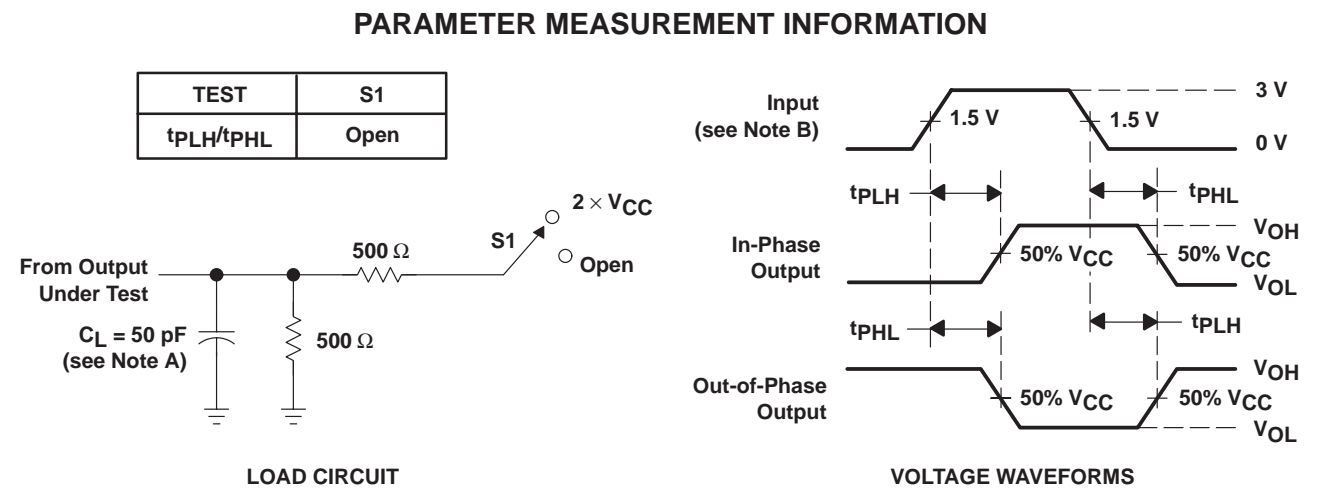 PARAMETER MEASUREMENT INFORMATION
TEST S1
tPLH/tPHL Open
From Output
Under Test
CL = 50 pF
(see Note A)
500 Ω
500 Ω
S1
2 × VCC
Open
LOAD CIRCUIT
Input
(see Note B)
1.5 V
1.5 V
3 V
0 V
tPLH
tPHL
In-Phase
Output
50% VCC
50% VCC
VOH
VOL
tPHL
tPLH
Out-of-Phase
Output
50% VCC
50% VCC
VOH
VOL
VOLTAGE WAVEFORMS